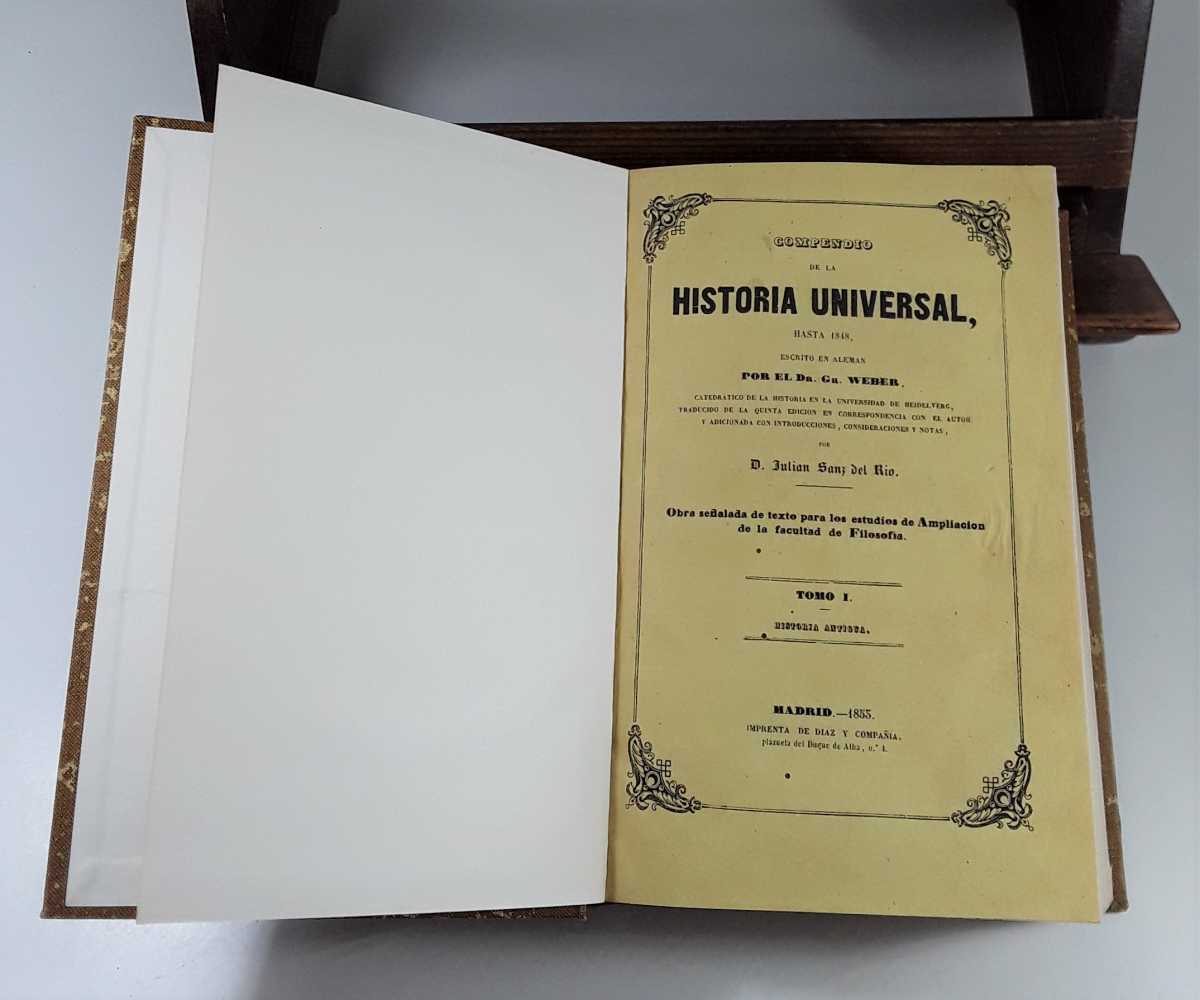 COMPENDIO
DE LA
HISTORIA UNIVERSAL,
HASTA 1848,
ESCRITO EN ALEMAN
POR EL DR. GR. WEBER,
CATEDRATICO DE LA HISTORIA EN LA UNIVERSIDAD DE HEIDELVERG,
TRADUCIDO DE LA QUINTA EDICION EN CORRESPONDENCIA CON EL AUTOR
Y ADICIONADA CON INTRODUCCIONES, CONSIDERACIONES Y NOTAS,
POR
D. Julian Sanz del Rio.
Obra señalada de texto para los estudios de Ampliacion
de la facultad de Filosofia.
TOMO I.
HISTORIA ANTIGUA.
MADRID.—1853.
IMPRENTA DE DIAZ Y COMPAÑIA,
plazuela del Duque de Alba, n.° 4.